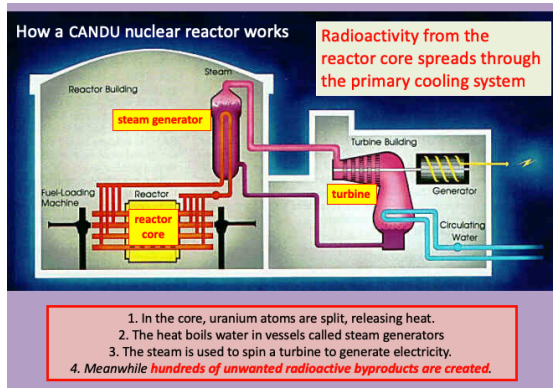 How a CANDU nuclear reactor works
Radioactivity from the
reactor core spreads through
the primary cooling system
Steam
Reactor Building
steam generator
Turbine Building
turbine
Generator
Fuel-Loading
Machine
Reactor
reactor
core
Circulating
Water
1. In the core, uranium atoms are split, releasing heat.
2. The heat boils water in vessels called steam generators
3. The steam is used to spin a turbine to generate electricity.
4. Meanwhile hundreds of unwanted radioactive byproducts are created.